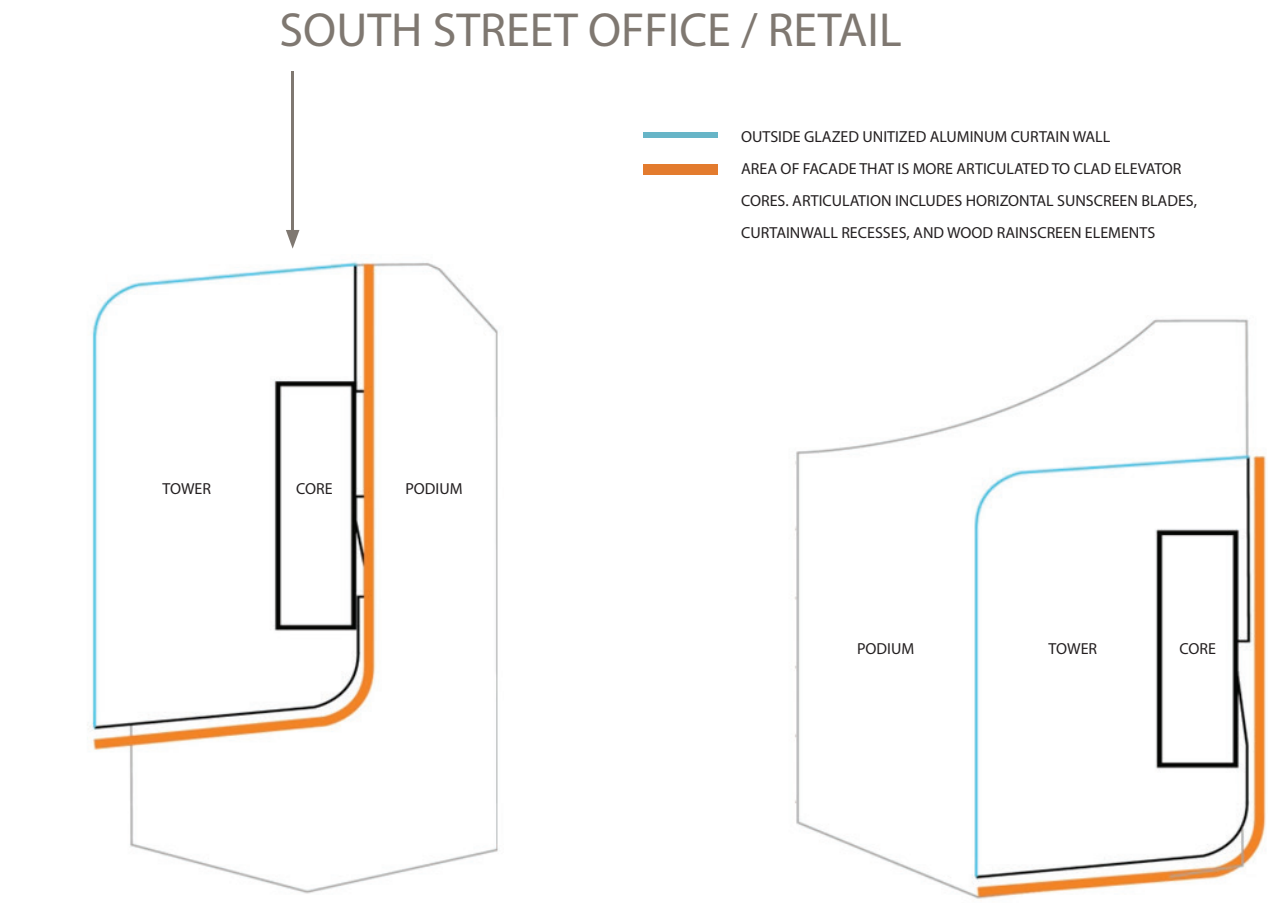 SOUTH STREET OFFICE / RETAIL
OUTSIDE GLAZED UNITIZED ALUMINUM CURTAIN WALL
AREA OF FACADE THAT IS MORE ARTICULATED TO CLAD ELEVATOR
CORES. ARTICULATION INCLUDES HORIZONTAL SUNSCREEN BLADES,
CURTAINWALL RECESSES, AND WOOD RAINSCREEN ELEMENTS
TOWER
CORE
PODIUM
PODIUM
TOWER
CORE